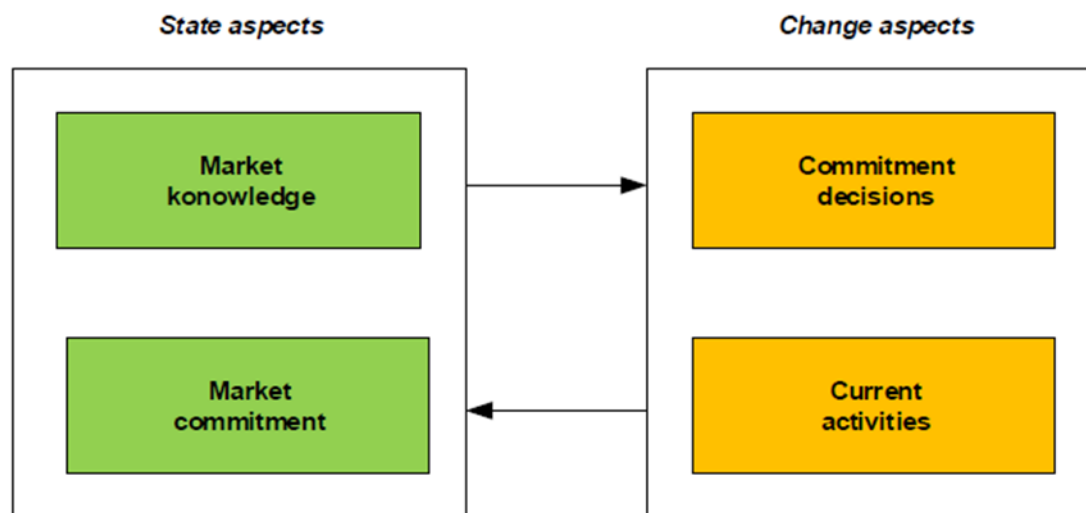 State aspects
Change aspects
Market
konowledge
Commitment
decisions
Market
commitment
Current
activities